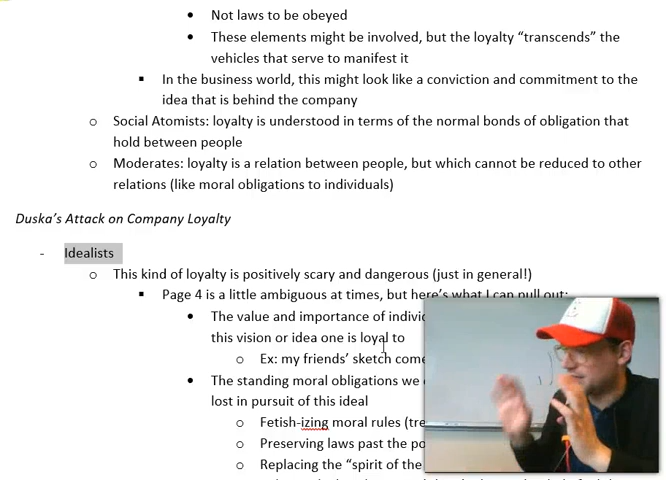 • Not laws to be obeyed
• These elements might be involved, but the loyalty “transcends” the
vehicles that serve to manifest it
▪ In the business world, this might look like a conviction and commitment to the
idea that is behind the company
o Social Atomists: loyalty is understood in terms of the normal bonds of obligation that
hold between people
o Moderates: loyalty is a relation between people, but which cannot be reduced to other
relations (like moral obligations to individuals)
Duska’s Attack on Company Loyalty
- Idealists
o This kind of loyalty is positively scary and dangerous (just in general!)
▪ Page 4 is a little ambiguous at times, but here’s what I can pull out:
• The value and importance of
this vision or idea one is loyal to
o Ex: my friends’ sketch
• The standing moral obligations we
lost in pursuit of this ideal
o Fetish-izing moral rules
o Preserving laws past the
o Replacing the “spirit of the